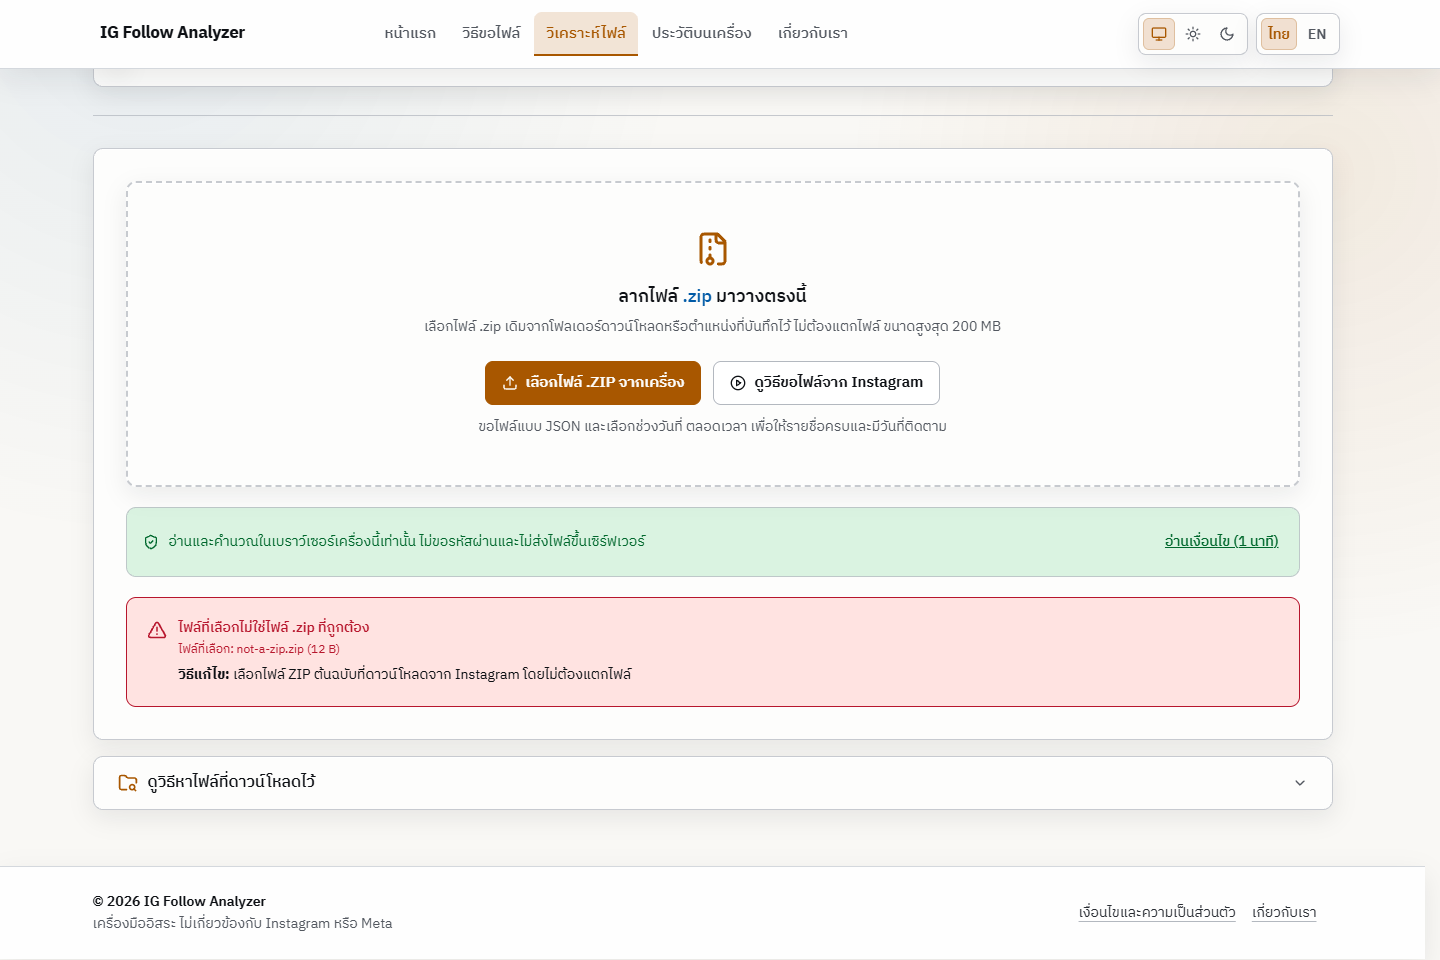 IG Follow Analyzer
หน้าแรก
วิธีขอไฟล์
วิเคราะห์ไฟล์
ประวัติบนเครื่อง
เกี่ยวกับเรา
ไทย
EN
ลากไฟล์ .zip มาวางตรงนี้
เลือกไฟล์ .zip เดิมจากโฟลเดอร์ดาวน์โหลดหรือตำแหน่งที่บันทึกไว้ ไม่ต้องแตกไฟล์ ขนาดสูงสุด 200 MB
เลือกไฟล์ .ZIP จากเครื่อง
ดูวิธีขอไฟล์จาก Instagram
ขอไฟล์แบบ JSON และเลือกช่วงวันที่ ตลอดเวลา เพื่อให้รายชื่อครบและมีวันที่ติดตาม
อ่านและคำนวณในเบราว์เซอร์เครื่องนี้เท่านั้น ไม่ขอรหัสผ่านและไม่ส่งไฟล์ขึ้นเซิร์ฟเวอร์
อ่านเงื่อนไข (1 นาที)
ไฟล์ที่เลือกไม่ใช่ไฟล์ .zip ที่ถูกต้อง
ไฟล์ที่เลือก: not-a-zip.zip (12 B)
วิธีแก้ไข: เลือกไฟล์ ZIP ต้นฉบับที่ดาวน์โหลดจาก Instagram โดยไม่ต้องแตกไฟล์
ดูวิธีหาไฟล์ที่ดาวน์โหลดไว้
© 2026 IG Follow Analyzer
เครื่องมืออิสระ ไม่เกี่ยวข้องกับ Instagram หรือ Meta
เงื่อนไขและความเป็นส่วนตัว
เกี่ยวกับเรา